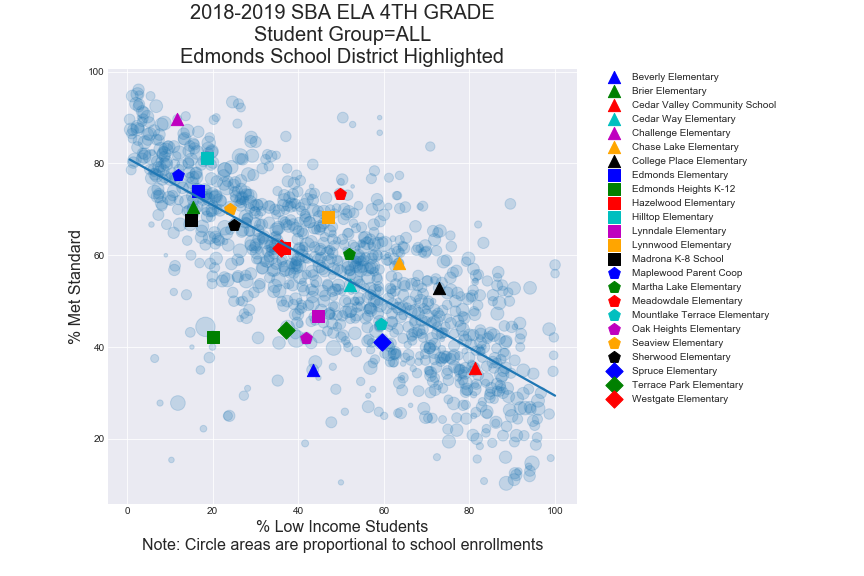 2018-2019 SBA ELA 4TH GRADE
Student Group=ALL
Edmonds School District Highlighted
% Met Standard
100
80
60
40
20
0 20 40 60 80 100
% Low Income Students
Note: Circle areas are proportional to school enrollments
Beverly Elementary
Brier Elementary
Cedar Valley Community School
Cedar Way Elementary
Challenge Elementary
Chase Lake Elementary
College Place Elementary
Edmonds Elementary
Edmonds Heights K-12
Hazelwood Elementary
Hilltop Elementary
Lynndale Elementary
Lynnwood Elementary
Madrona K-8 School
Maplewood Parent Coop
Martha Lake Elementary
Meadowdale Elementary
Mountlake Terrace Elementary
Oak Heights Elementary
Seaview Elementary
Sherwood Elementary
Spruce Elementary
Terrace Park Elementary
Westgate Elementary